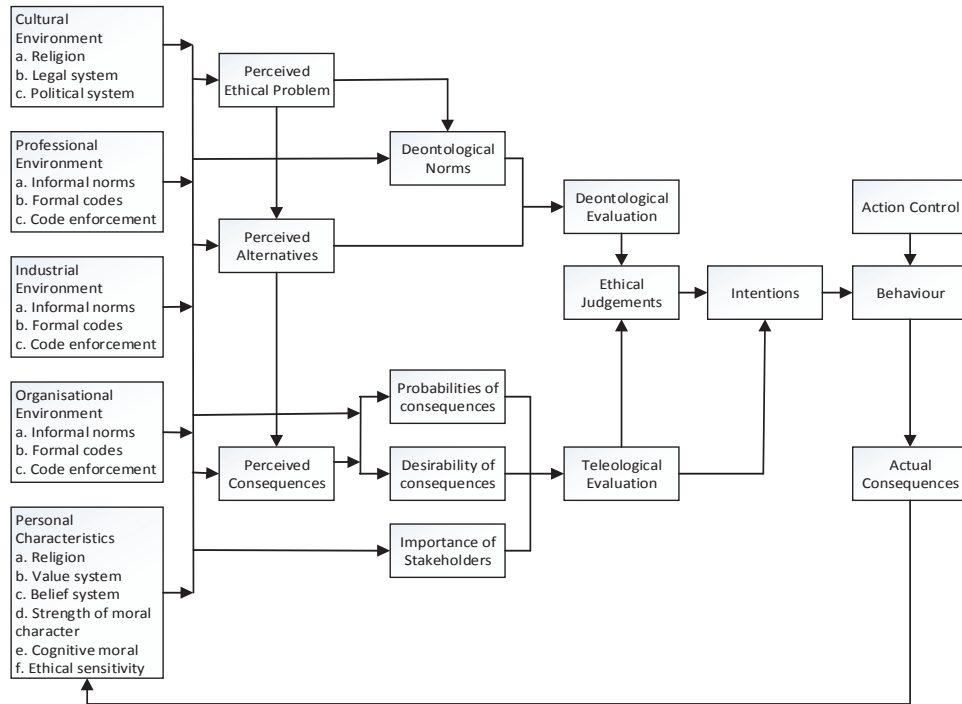 Cultural
Environment
a. Religion
b. Legal system
c. Political system
Professional
Environment
a. Informal norms
b. Formal codes
c. Code enforcement
Industrial
Environment
a. Informal norms
b. Formal codes
c. Code enforcement
Organisational
Environment
a. Informal norms
b. Formal codes
c. Code enforcement
Personal
Characteristics
a. Religion
b. Value system
c. Belief system
d. Strength of moral
character
e. Cognitive moral
f. Ethical sensitivity
Perceived
Ethical Problem
Perceived
Alternatives
Perceived
Consequences
Deontological
Norms
Probabilities of
consequences
Desirability of
consequences
Importance of
Stakeholders
Deontological
Evaluation
Ethical
Judgements
Teleological
Evaluation
Intentions
Action Control
Behaviour
Actual
Consequences